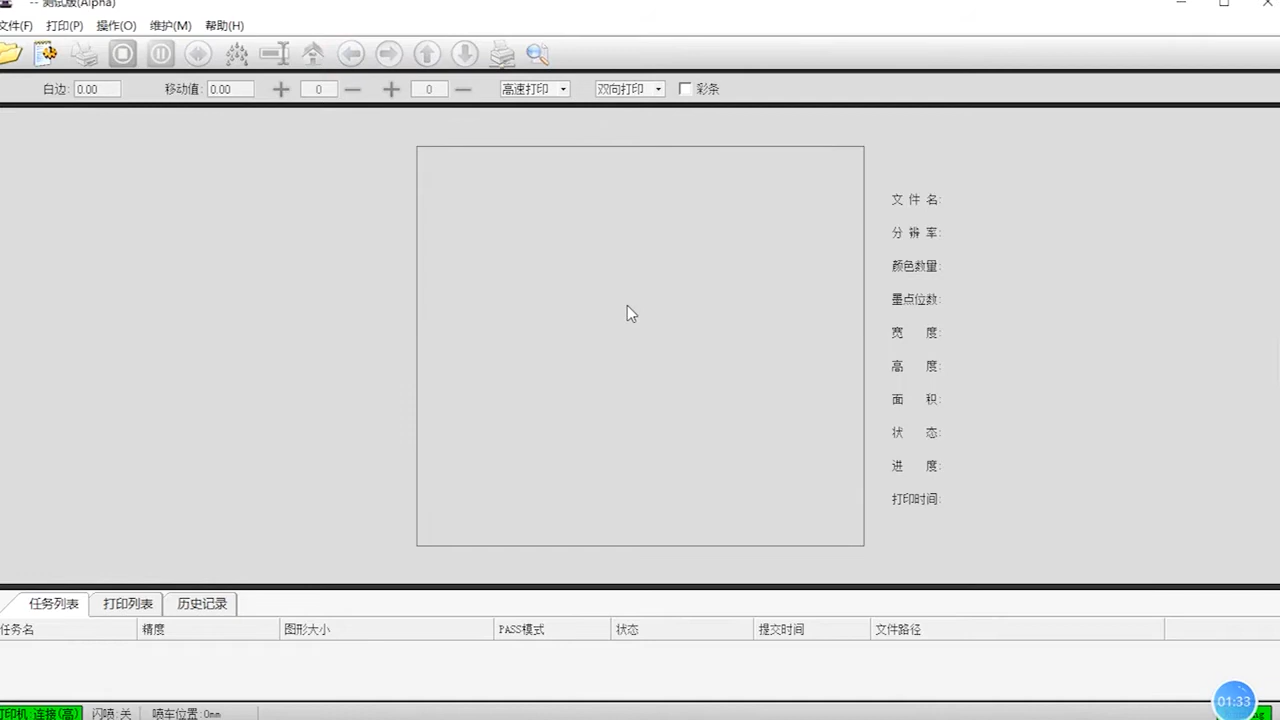 -- 测试版(Alpha)
文件(F) 打印(P) 操作(O) 维护(M) 帮助(H)
白边: 0.00 移动值: 0.00 0 0 高速打印 双向打印 彩条
文 件 名:
分 辨 率:
颜色数量:
墨点位数:
宽 度:
高 度:
面 积:
状 态:
进 度:
打印时间:
任务列表 打印列表 历史记录
任务名 精度 图形大小 PASS模式 状态 提交时间 文件路径
打印机:连接(高) 闪喷:关 喷车位置:0mm
01:33